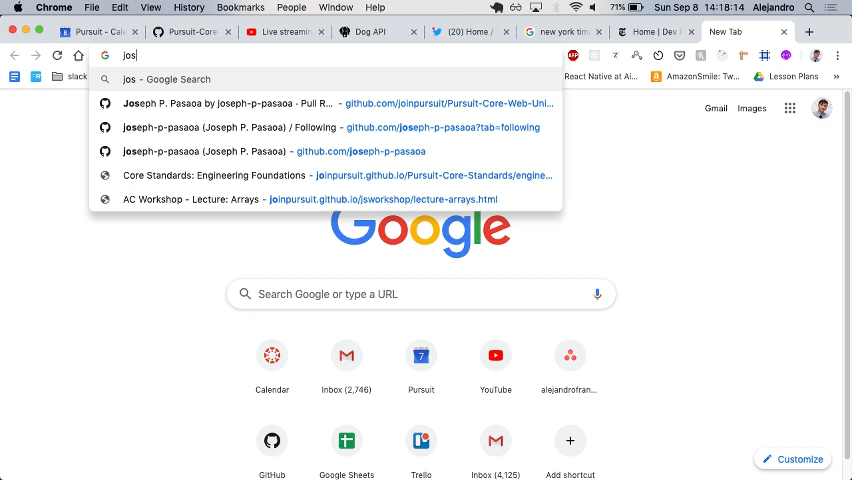 Chrome File Edit View History Bookmarks People Window Help 71% Sun Sep 8 14:18:14 Alejandro
Pursuit - Cale Pursuit-Core- Live streamin Dog API (20) Home / new york tim Home | Dev New Tab
jos
slack React Native at Ai... AmazonSmile: Tw... Lesson Plans »
jos - Google Search
Joseph P. Pasaoa by joseph-p-pasaoa · Pull R... - github.com/joinpursuit/Pursuit-Core-Web-Uni...
joseph-p-pasaoa (Joseph P. Pasaoa) / Following - github.com/joseph-p-pasaoa?tab=following
joseph-p-pasaoa (Joseph P. Pasaoa) - github.com/joseph-p-pasaoa
Core Standards: Engineering Foundations - joinpursuit.github.io/Pursuit-Core-Standards/engine...
AC Workshop - Lecture: Arrays - joinpursuit.github.io/jsworkshop/lecture-arrays.html
Gmail Images
Google
Search Google or type a URL
Calendar Inbox (2,746) Pursuit YouTube alejandrofran...
GitHub Google Sheets Trello Inbox (4,125) Add shortcut
Customize